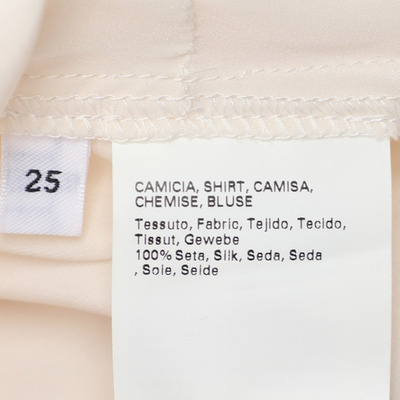 25
CAMICIA, SHIRT, CAMISA,
CHEMISE, BLUSE
Tessuto, Fabric, Tejido, Tecido,
Tissut, Gewebe
100% Seta, Silk, Seda, Seda
, Soie, Seide